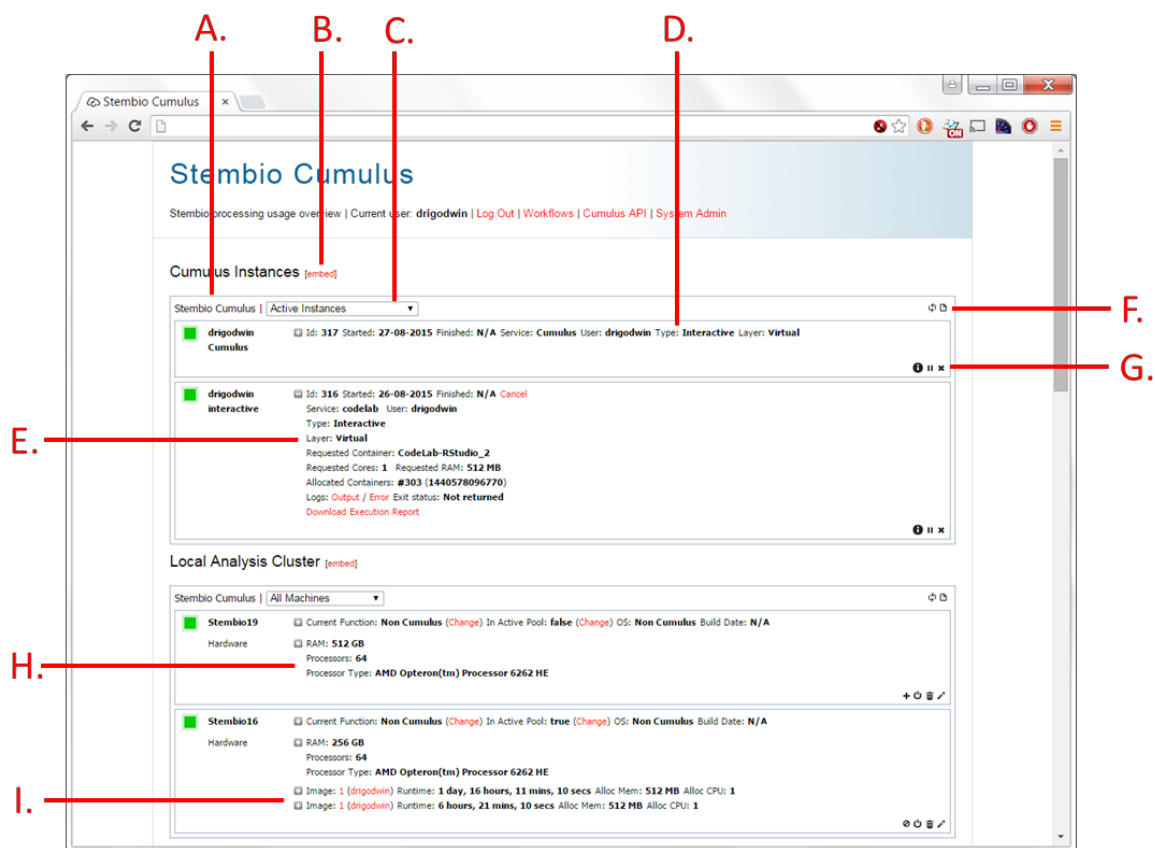 A. B. C. D.
Stembio Cumulus x
Stembio Cumulus
Stembio processing usage overview | Current user: drigodwin | Log Out | Workflows | Cumulus API | System Admin
Cumulus Instances [embed]
Stembio Cumulus | Active Instances
F.
drigodwin Cumulus
Id: 317 Started: 27-08-2015 Finished: N/A Service: Cumulus User: drigodwin Type: Interactive Layer: Virtual
G.
drigodwin interactive
Id: 316 Started: 26-08-2015 Finished: N/A Cancel
Service: codelab User: drigodwin
Type: Interactive
E.
Layer: Virtual
Requested Container: CodeLab-RStudio_2
Requested Cores: 1 Requested RAM: 512 MB
Allocated Containers: #303 (1440578096770)
Logs: Output / Error Exit status: Not returned
Download Execution Report
Local Analysis Cluster [embed]
Stembio Cumulus | All Machines
Stembio19 Current Function: Non Cumulus (Change) In Active Pool: false (Change) OS: Non Cumulus Build Date: N/A
Hardware RAM: 512 GB
Processors: 64
H.
Processor Type: AMD Opteron(tm) Processor 6262 HE
Stembio16 Current Function: Non Cumulus (Change) In Active Pool: true (Change) OS: Non Cumulus Build Date: N/A
Hardware RAM: 256 GB
Processors: 64
Processor Type: AMD Opteron(tm) Processor 6262 HE
I.
Image: 1 (drigodwin) Runtime: 1 day, 16 hours, 11 mins, 10 secs Alloc Mem: 512 MB Alloc CPU: 1
Image: 1 (drigodwin) Runtime: 6 hours, 21 mins, 10 secs Alloc Mem: 512 MB Alloc CPU: 1
ON